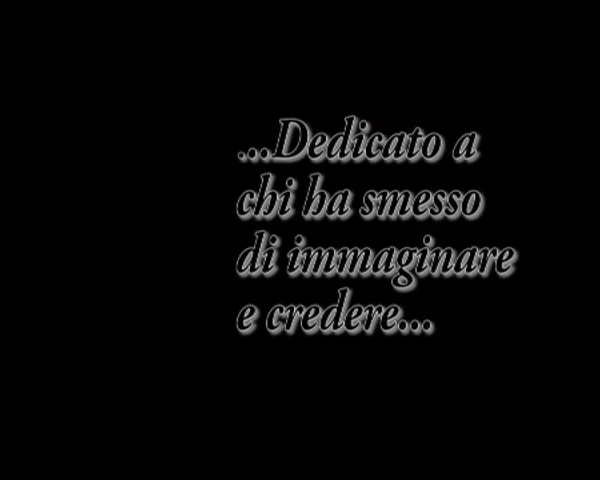 ...Dedicato a
chi ha smesso
di immaginare
e credere...